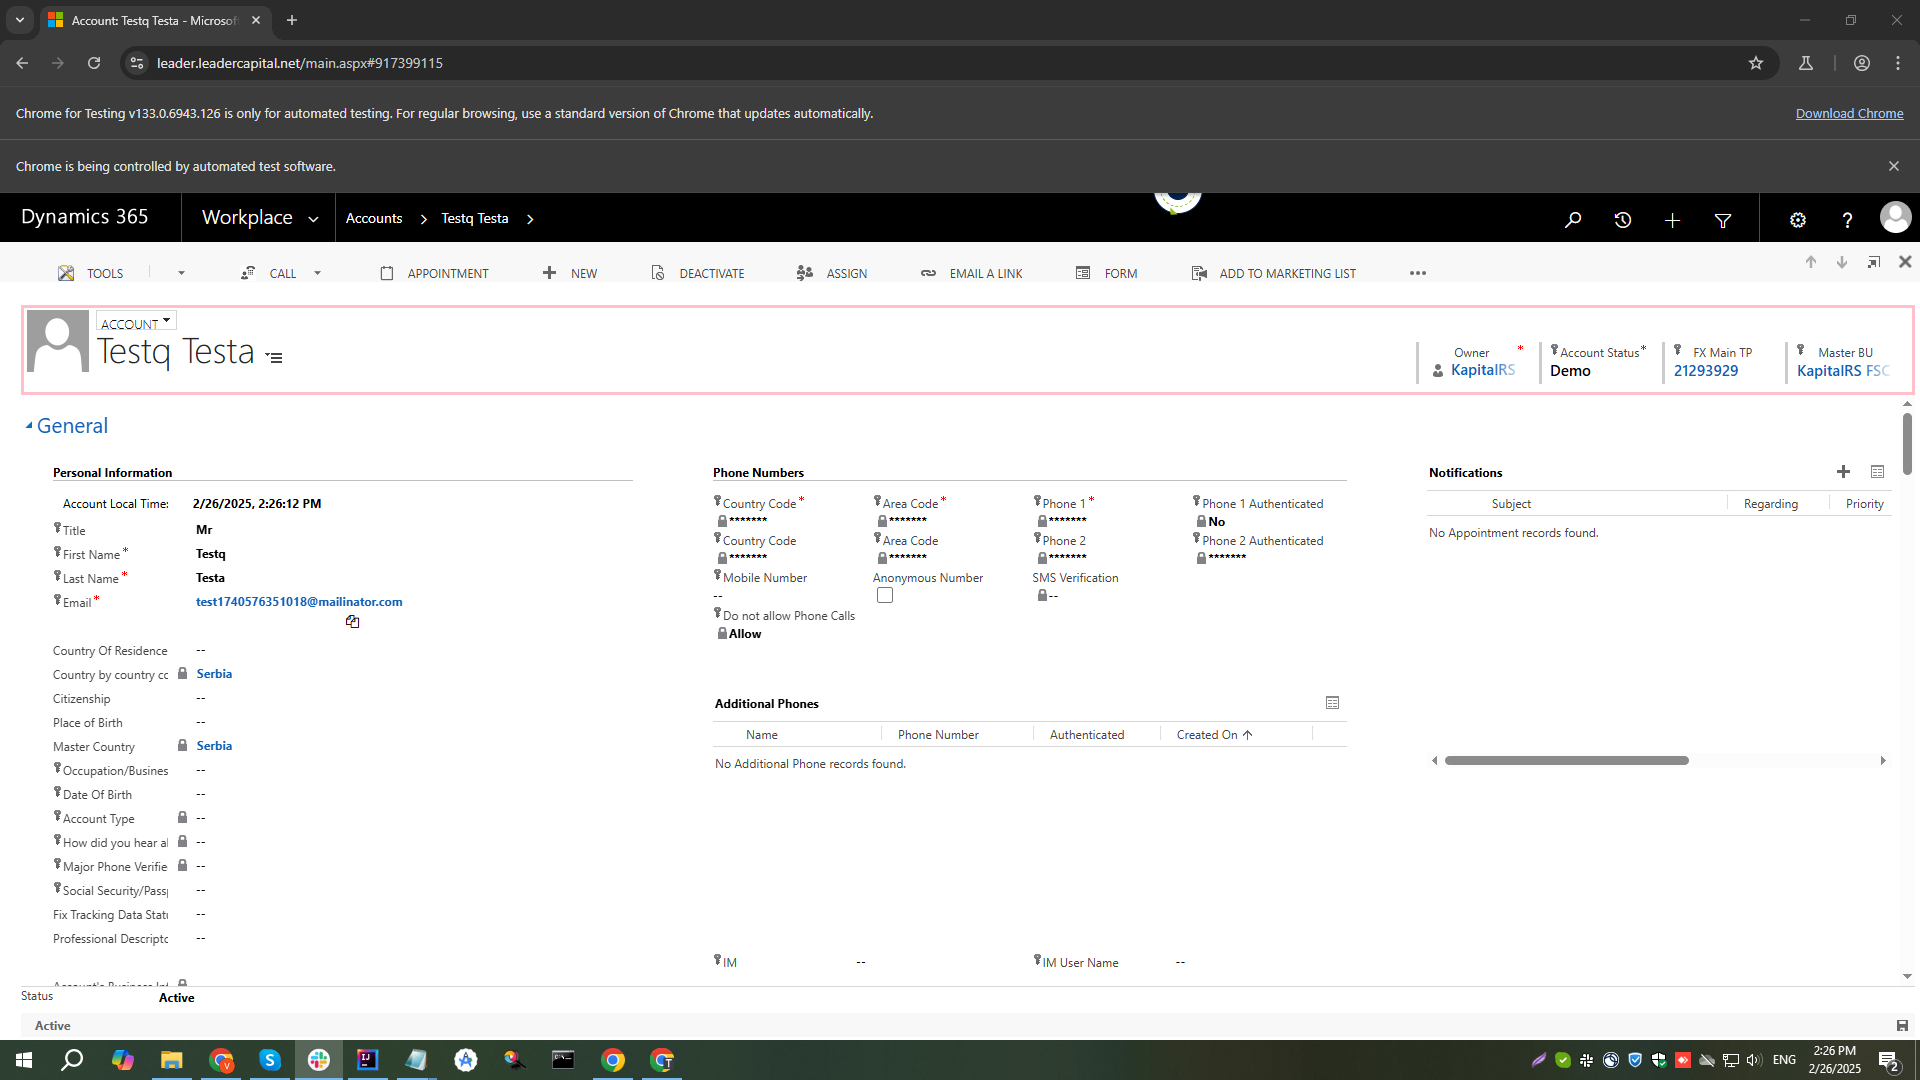 Account: Testq Testa - Microsof
leader.leadercapital.net/main.aspx#917399115
Chrome for Testing v133.0.6943.126 is only for automated testing. For regular browsing, use a standard version of Chrome that updates automatically.
Download Chrome
Chrome is being controlled by automated test software.
Dynamics 365
Workplace
Accounts
Testq Testa
TOOLS
CALL
APPOINTMENT
NEW
DEACTIVATE
ASSIGN
EMAIL A LINK
FORM
ADD TO MARKETING LIST
ACCOUNT
Testq Testa
Owner *
KapitalRS
Account Status *
Demo
FX Main TP
21293929
Master BU
KapitalRS FSC
General
Personal Information
Account Local Time: 2/26/2025, 2:26:12 PM
Title Mr
First Name * Testq
Last Name * Testa
Email * test1740576351018@mailinator.com
Country Of Residence --
Country by country cc Serbia
Citizenship --
Place of Birth --
Master Country Serbia
Occupation/Busines --
Date Of Birth --
Account Type --
How did you hear a --
Major Phone Verifie --
Social Security/Pass --
Fix Tracking Data Stat --
Professional Descripto --
Phone Numbers
Country Code * Area Code * Phone 1 * Phone 1 Authenticated
******* ******* ******* No
Country Code Area Code Phone 2 Phone 2 Authenticated
******* ******* ******* *******
Mobile Number Anonymous Number SMS Verification
-- --
Do not allow Phone Calls
Allow
Additional Phones
Name Phone Number Authenticated Created On
No Additional Phone records found.
IM -- IM User Name --
Notifications
Subject Regarding Priority
No Appointment records found.
Status Active
Active
ENG
2:26 PM
2/26/2025
2